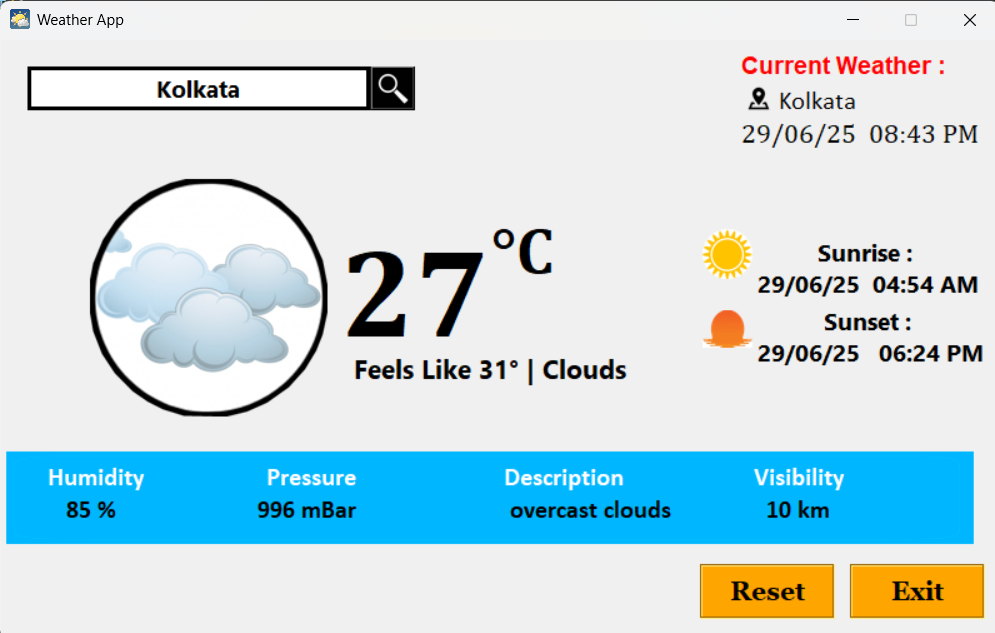 Weather App
Kolkata
Current Weather :
Kolkata
29/06/25  08:43 PM
27 °C
Feels Like 31° | Clouds
Sunrise :
29/06/25  04:54 AM
Sunset :
29/06/25   06:24 PM
Humidity Pressure Description Visibility
85 % 996 mBar overcast clouds 10 km
Reset Exit